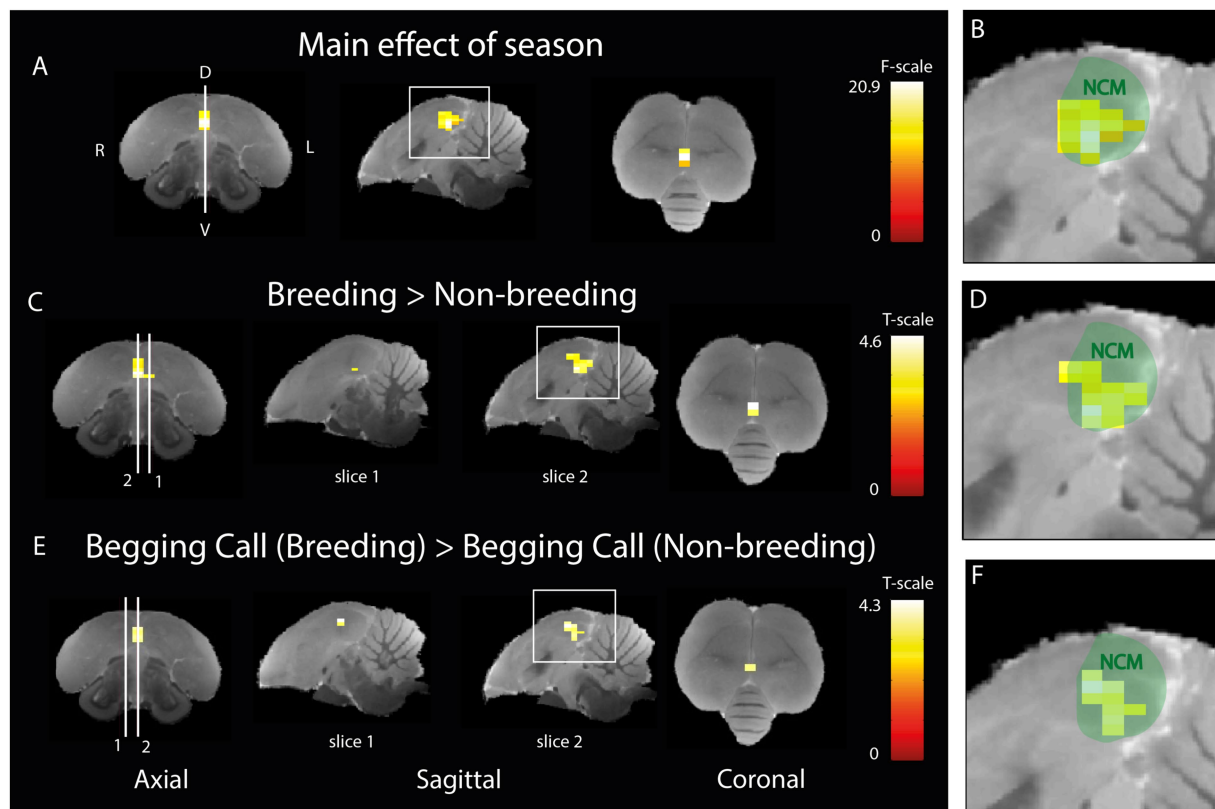 Main effect of season
A
D
R
L
V
F-scale
20.9
0
B
NCM
Breeding > Non-breeding
C
2
1
slice 1
slice 2
T-scale
4.6
0
D
NCM
Begging Call (Breeding) > Begging Call (Non-breeding)
E
1
2
slice 1
slice 2
T-scale
4.3
0
Axial
Sagittal
Coronal
F
NCM